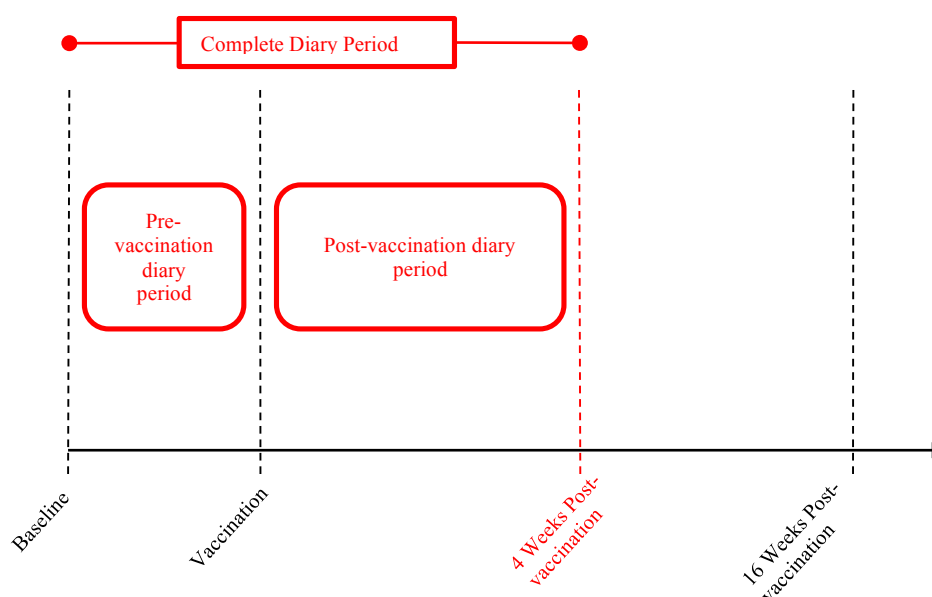 Complete Diary Period
Pre-
vaccination
diary
period
Post-vaccination diary
period
Baseline
Vaccination
4 Weeks Post-
vaccination
16 Weeks Post-
vaccination